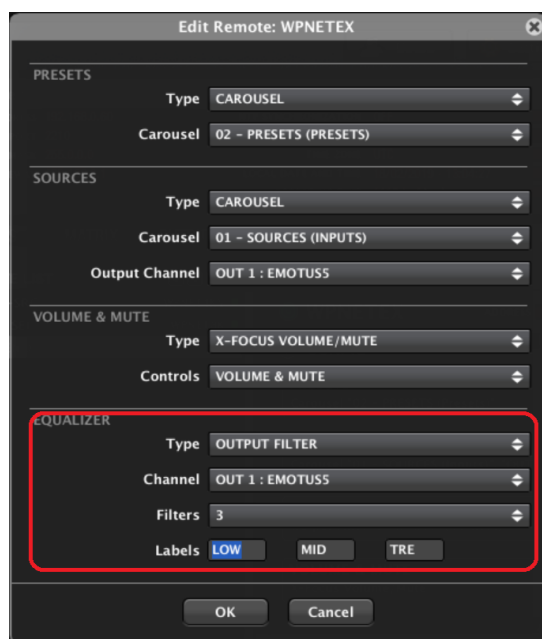 Edit Remote: WPNETEX
PRESETS
Type CAROUSEL
Carousel 02 - PRESETS (PRESETS)
SOURCES
Type CAROUSEL
Carousel 01 - SOURCES (INPUTS)
Output Channel OUT 1 : EMOTUS5
VOLUME & MUTE
Type X-FOCUS VOLUME/MUTE
Controls VOLUME & MUTE
EQUALIZER
Type OUTPUT FILTER
Channel OUT 1 : EMOTUS5
Filters 3
Labels LOW MID TRE
OK Cancel